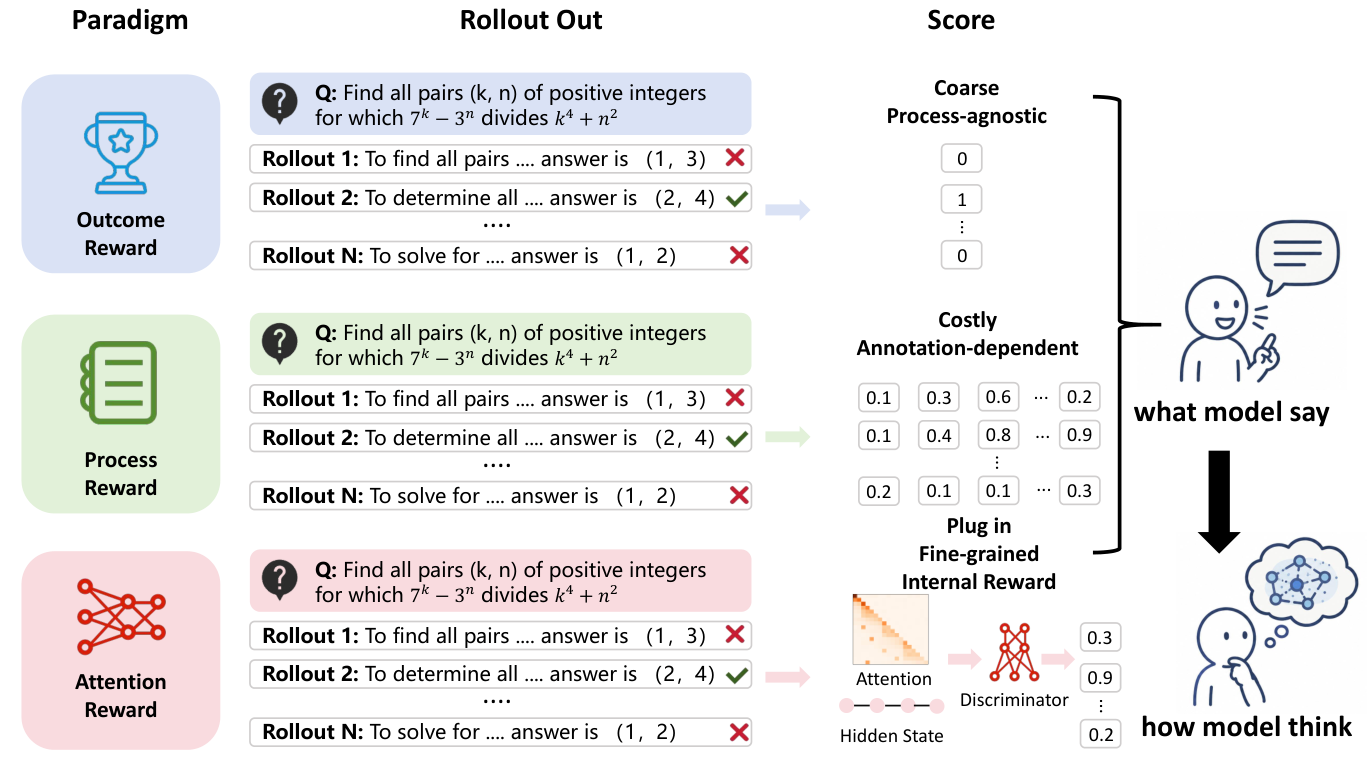 Paradigm
Rollout Out
Score
Outcome
Reward
Q: Find all pairs (k, n) of positive integers
for which 7^k − 3^n divides k^4 + n^2
Rollout 1: To find all pairs .... answer is (1, 3)
Rollout 2: To determine all .... answer is (2, 4)
....
Rollout N: To solve for .... answer is (1, 2)
Coarse
Process-agnostic
0
1
⋮
0
Process
Reward
Q: Find all pairs (k, n) of positive integers
for which 7^k − 3^n divides k^4 + n^2
Rollout 1: To find all pairs .... answer is (1, 3)
Rollout 2: To determine all .... answer is (2, 4)
....
Rollout N: To solve for .... answer is (1, 2)
Costly
Annotation-dependent
0.1 0.3 0.6 ... 0.2
0.1 0.4 0.8 ... 0.9
⋮
0.2 0.1 0.1 ... 0.3
Attention
Reward
Q: Find all pairs (k, n) of positive integers
for which 7^k − 3^n divides k^4 + n^2
Rollout 1: To find all pairs .... answer is (1, 3)
Rollout 2: To determine all .... answer is (2, 4)
....
Rollout N: To solve for .... answer is (1, 2)
Plug in
Fine-grained
Internal Reward
Attention
Hidden State
Discriminator
0.3
0.9
⋮
0.2
what model say
how model think